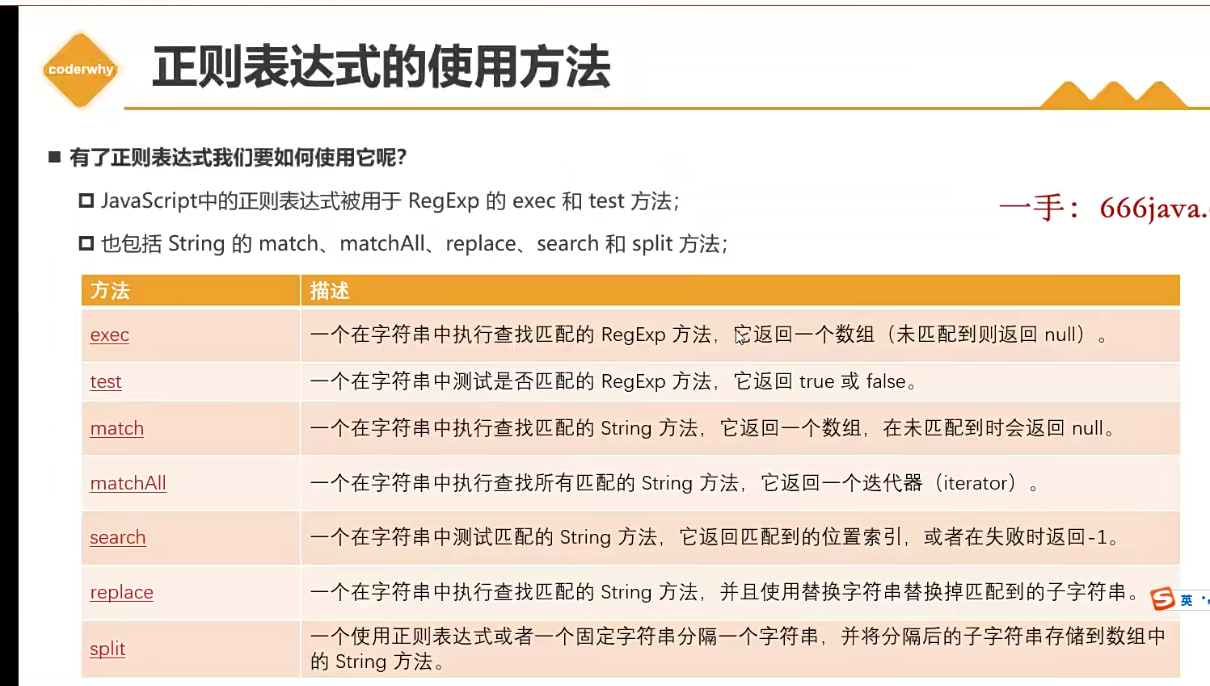 coderwhy
正则表达式的使用方法
■ 有了正则表达式我们要如何使用它呢?
JavaScript中的正则表达式被用于 RegExp 的 exec 和 test 方法;
一手: 666java.
也包括 String 的 match、matchAll、replace、search 和 split 方法;
方法 描述
exec 一个在字符串中执行查找匹配的 RegExp 方法，它返回一个数组（未匹配到则返回 null）。
test 一个在字符串中测试是否匹配的 RegExp 方法，它返回 true 或 false。
match 一个在字符串中执行查找匹配的 String 方法，它返回一个数组，在未匹配到时会返回 null。
matchAll 一个在字符串中执行查找所有匹配的 String 方法，它返回一个迭代器（iterator）。
search 一个在字符串中测试匹配的 String 方法，它返回匹配到的位置索引，或者在失败时返回-1。
replace 一个在字符串中执行查找匹配的 String 方法，并且使用替换字符串替换掉匹配到的子字符串。
S 英
split 一个使用正则表达式或者一个固定字符串分隔一个字符串，并将分隔后的子字符串存储到数组中
的 String 方法。